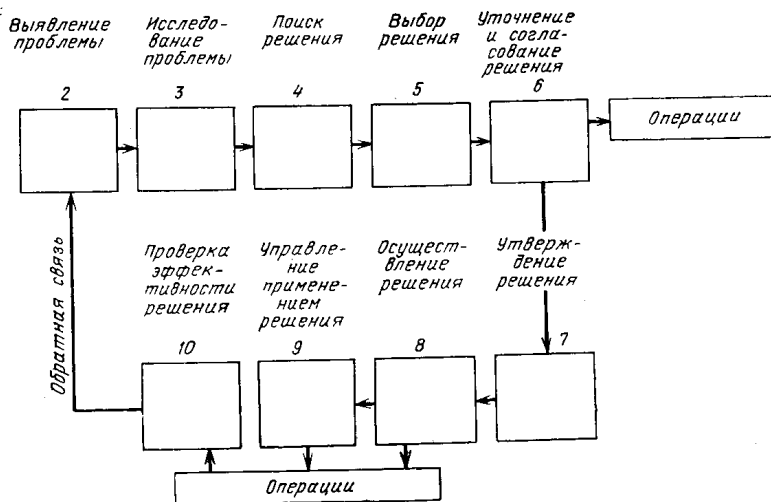 Выявление
проблемы
2
Исследо-
вание
проблемы
3
Поиск
решения
4
Выбор
решения
5
Уточнение
и согла-
сование
решения
6
Операции
Обратная связь
Проверка
эффек-
тивности
решения
10
Управле-
ние
примене-
нием
решения
9
Осущест-
вление
решения
8
Утверж-
дение
решения
7
Операции